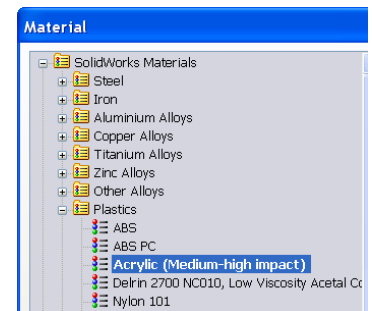 Material
SolidWorks Materials
Steel
Iron
Aluminium Alloys
Copper Alloys
Titanium Alloys
Zinc Alloys
Other Alloys
Plastics
ABS
ABS PC
Acrylic (Medium-high impact)
Delrin 2700 NC010, Low Viscosity Acetal Co
Nylon 101